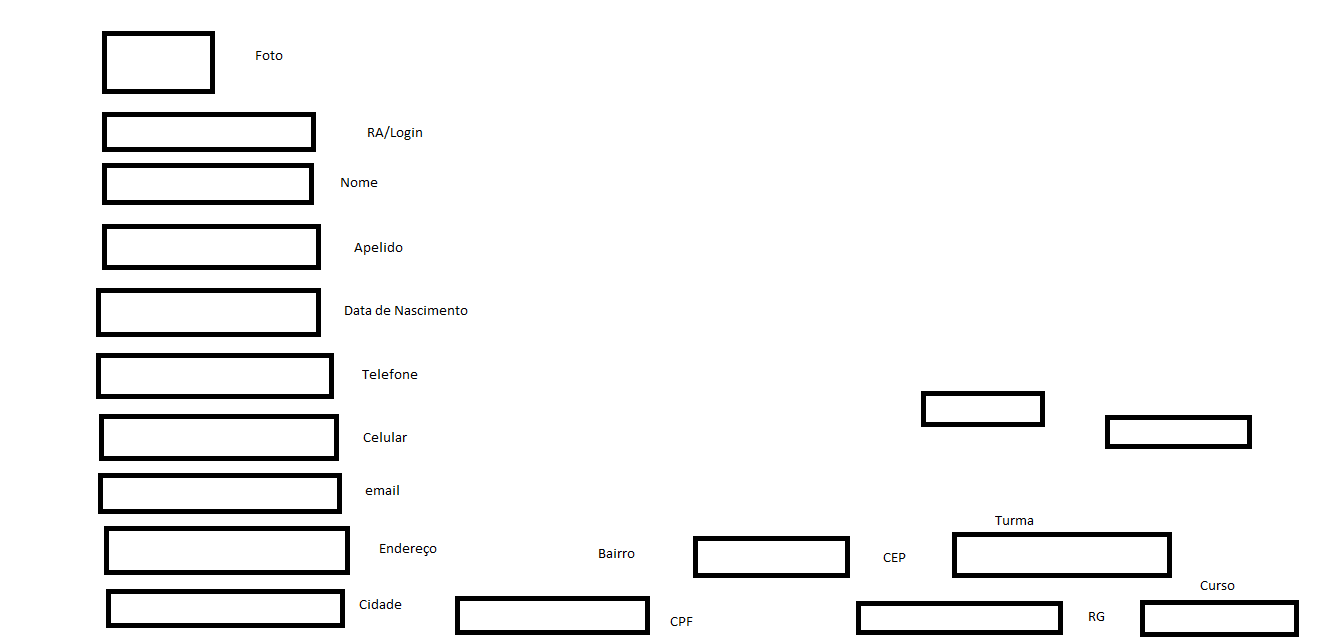 Foto
RA/Login
Nome
Apelido
Data de Nascimento
Telefone
Celular
email
Turma
Endereço
Bairro
CEP
Curso
Cidade
CPF
RG